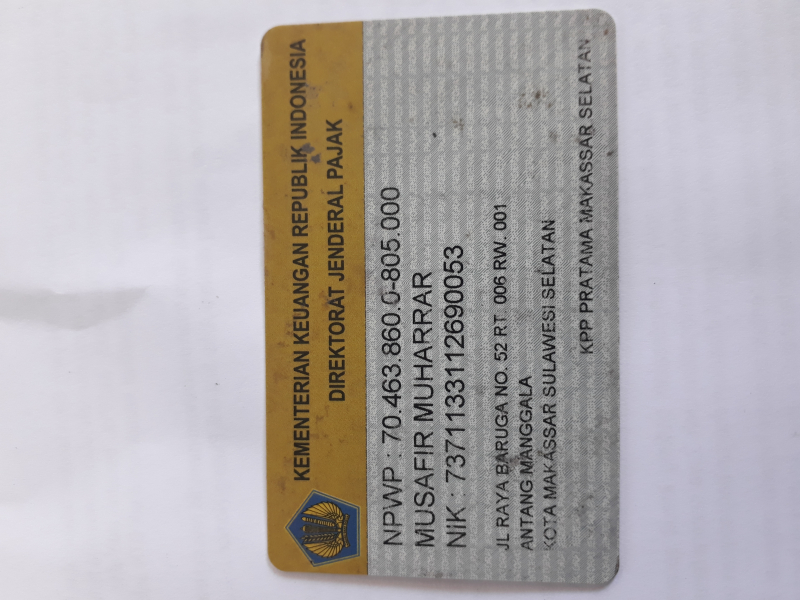 KEMENTERIAN KEUANGAN REPUBLIK INDONESIA
DIREKTORAT JENDERAL PAJAK
NPWP : 70.463.860.0-805.000
MUSAFIR MUHARRAR
NIK : 7371133112690053
JL RAYA BARUGA NO. 52 RT 006 RW. 001
ANTANG MANGGALA
KOTA MAKASSAR SULAWESI SELATAN
KPP PRATAMA MAKASSAR SELATAN